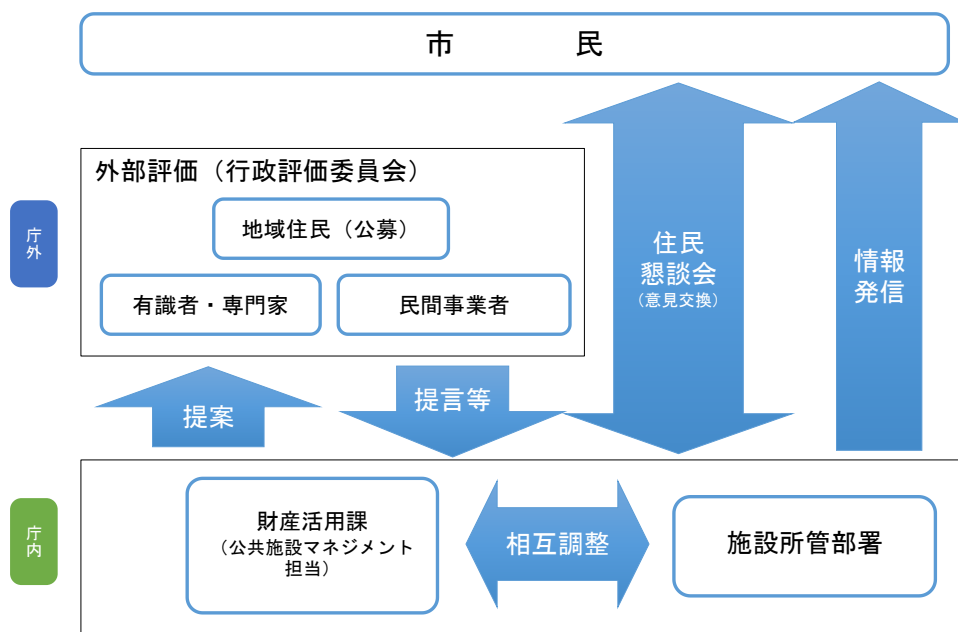 市　民
外部評価（行政評価委員会）
地域住民（公募）
有識者・専門家
民間事業者
庁外
住民
懇談会
（意見交換）
情報
発信
提案
提言等
庁内
財産活用課
（公共施設マネジメント
担当）
相互調整
施設所管部署